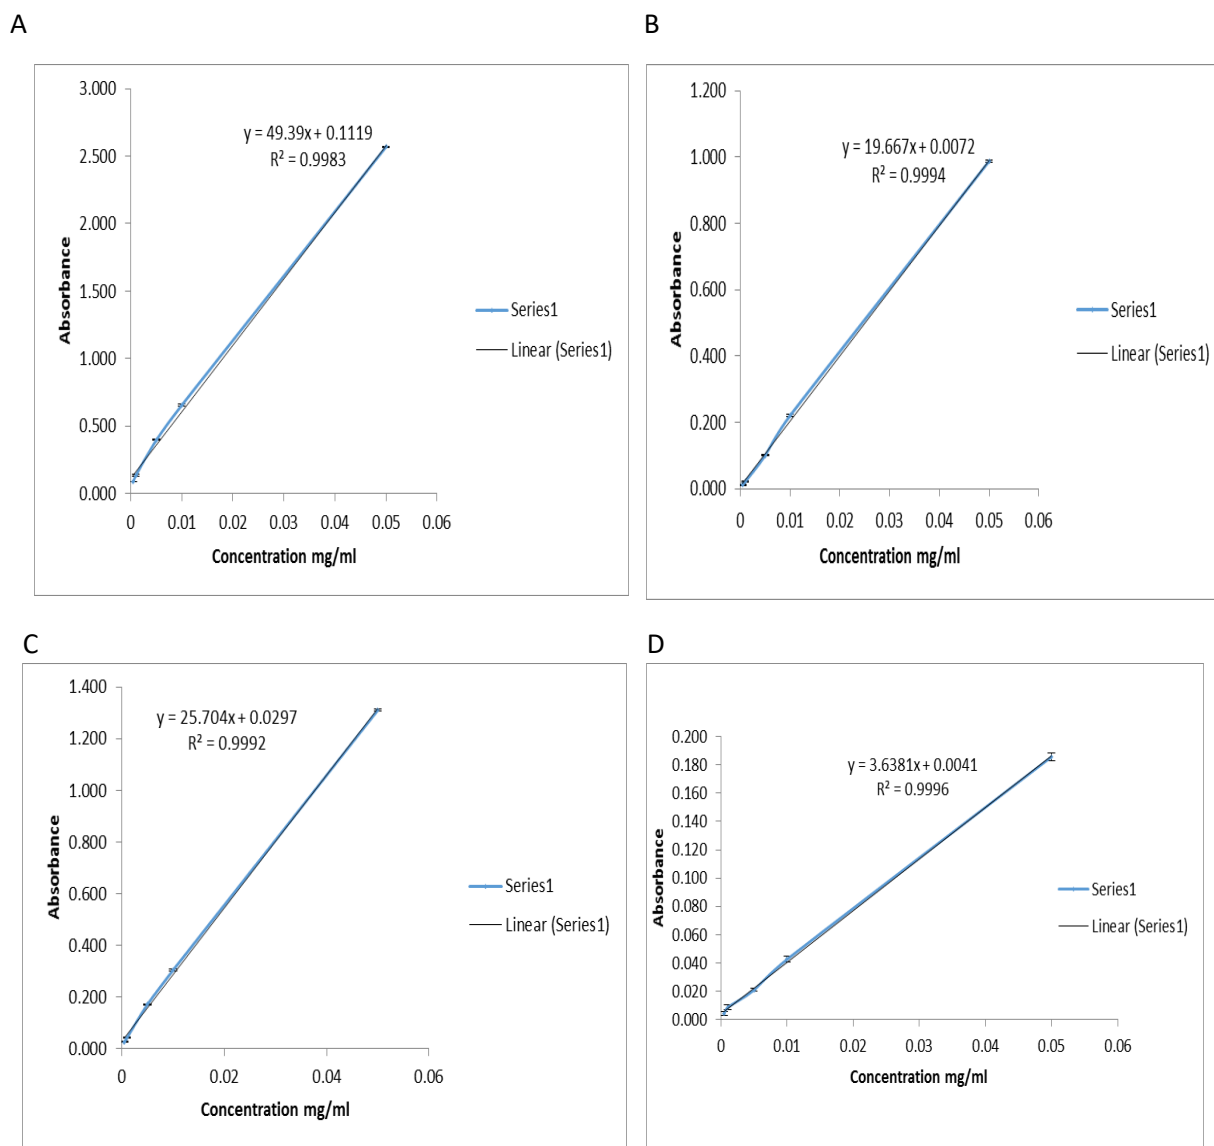 A
B
3.000
2.500
2.000
1.500
1.000
0.500
0.000
0 0.01 0.02 0.03 0.04 0.05 0.06
Absorbance
Concentration mg/ml
y = 49.39x + 0.1119
R² = 0.9983
Series1
Linear (Series1)
1.200
1.000
0.800
0.600
0.400
0.200
0.000
0 0.01 0.02 0.03 0.04 0.05 0.06
Absorbance
Concentration mg/ml
y = 19.667x + 0.0072
R² = 0.9994
Series1
Linear (Series1)
C
D
1.400
1.200
1.000
0.800
0.600
0.400
0.200
0.000
0 0.02 0.04 0.06
Absorbance
Concentration mg/ml
y = 25.704x + 0.0297
R² = 0.9992
Series1
Linear (Series1)
0.200
0.180
0.160
0.140
0.120
0.100
0.080
0.060
0.040
0.020
0.000
0 0.01 0.02 0.03 0.04 0.05 0.06
Absorbance
Concentration mg/ml
y = 3.6381x + 0.0041
R² = 0.9996
Series1
Linear (Series1)